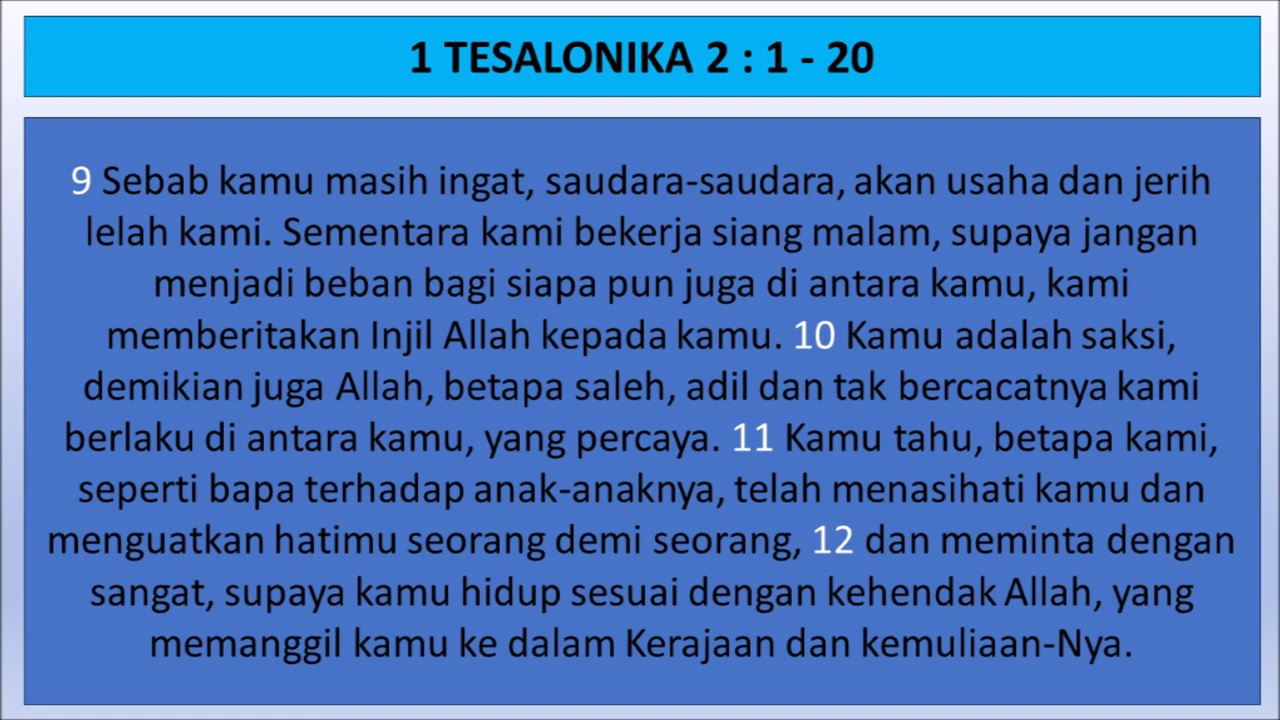 1 TESALONIKA 2 : 1 - 20
9 Sebab kamu masih ingat, saudara-saudara, akan usaha dan jerih
lelah kami. Sementara kami bekerja siang malam, supaya jangan
menjadi beban bagi siapa pun juga di antara kamu, kami
memberitakan Injil Allah kepada kamu. 10 Kamu adalah saksi,
demikian juga Allah, betapa saleh, adil dan tak bercacatnya kami
berlaku di antara kamu, yang percaya. 11 Kamu tahu, betapa kami,
seperti bapa terhadap anak-anaknya, telah menasihati kamu dan
menguatkan hatimu seorang demi seorang, 12 dan meminta dengan
sangat, supaya kamu hidup sesuai dengan kehendak Allah, yang
memanggil kamu ke dalam Kerajaan dan kemuliaan-Nya.